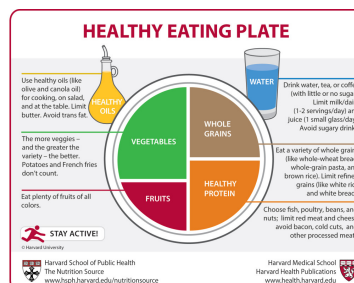 HEALTHY EATING PLATE
Use healthy oils (like
olive and canola oil)
for cooking, on salad,
and at the table. Limit
butter. Avoid trans fat.
HEALTHY
OILS
The more veggies –
and the greater the
variety – the better.
Potatoes and French fries
don't count.
Eat plenty of fruits of all
colors.
VEGETABLES
FRUITS
WHOLE
GRAINS
HEALTHY
PROTEIN
WATER
Drink water, tea, or coffe
(with little or no suga
Limit milk/dai
(1-2 servings/day) an
juice (1 small glass/day
Avoid sugary drink
Eat a variety of whole grain
(like whole-wheat bread
whole-grain pasta, an
brown rice). Limit refine
grains (like white ric
and white bread
Choose fish, poultry, beans, an
nuts; limit red meat and chees
avoid bacon, cold cuts, an
other processed meat
STAY ACTIVE!
© Harvard University
Harvard School of Public Health
The Nutrition Source
www.hsph.harvard.edu/nutritionsource
Harvard Medical School
Harvard Health Publications
www.health.harvard.edu